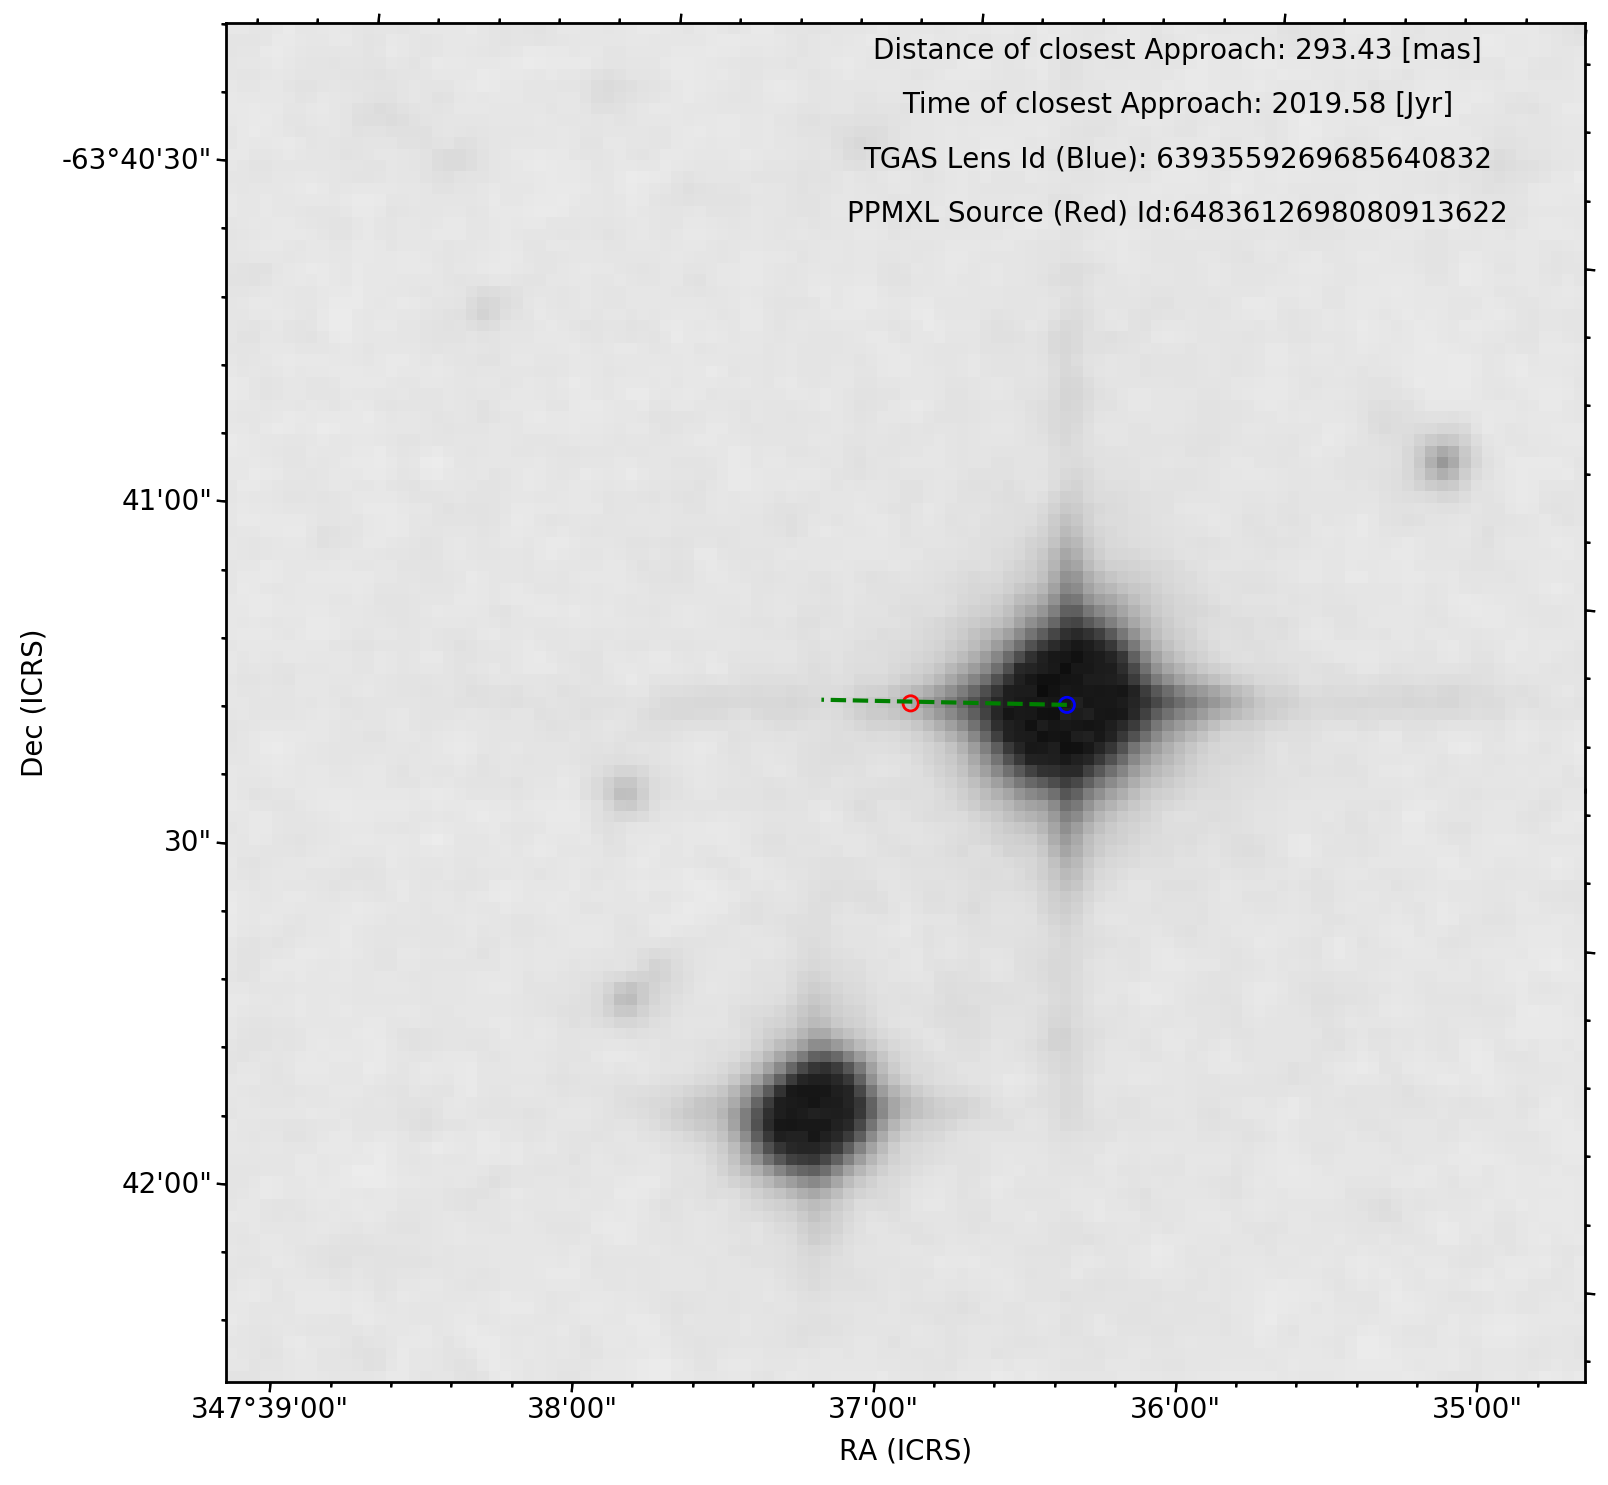 Distance of closest Approach: 293.43 [mas]
Time of closest Approach: 2019.58 [Jyr]
TGAS Lens Id (Blue): 6393559269685640832
PPMXL Source (Red) Id:6483612698080913622
-63°40'30"
41'00"
30"
42'00"
Dec (ICRS)
347°39'00" 38'00" 37'00" 36'00" 35'00"
RA (ICRS)